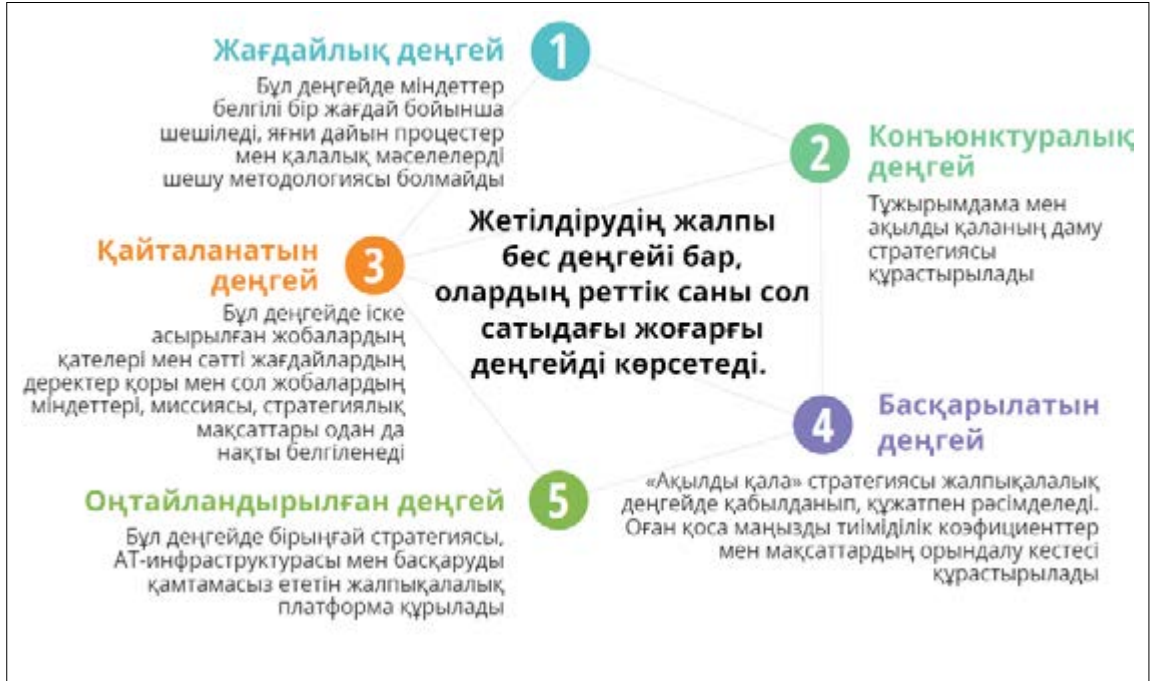 Жағдайлық деңгей
1
Бұл деңгейде міндеттер
белгілі бір жағдай бойынша
шешіледі, яғни дайын процестер
мен қалалық мәселелерді
шешу методологиясы болмайды
2
Конъюнктуралық
деңгей
Тұжырымдама мен
ақылды қаланың даму
стратегиясы
құрастырылады
Жетілдірудің жалпы
бес деңгейі бар,
олардың реттік саны сол
сатыдағы жоғарғы
деңгейді көрсетеді.
Қайталанатын
деңгей
3
Бұл деңгейде іске
асырылған жобалардың
қателері мен сәтті жағдайлардың
деректер қоры мен сол жобалардың
міндеттері, миссиясы, стратегиялық
мақсаттары одан да
нақты белгіленеді
4
Басқарылатын
деңгей
«Ақылды қала» стратегиясы жалпықалалық
деңгейде қабылданып, құжатпен рәсімделеді.
Оған қоса маңызды тиіміділік коэфициенттер
мен мақсаттардың орындалу кестесі
құрастырылады
Оңтайландырылған деңгей
5
Бұл деңгейде бірыңғай стратегиясы,
АТ-инфраструктурасы мен басқаруды
қамтамасыз ететін жалпықалалық
платформа құрылады